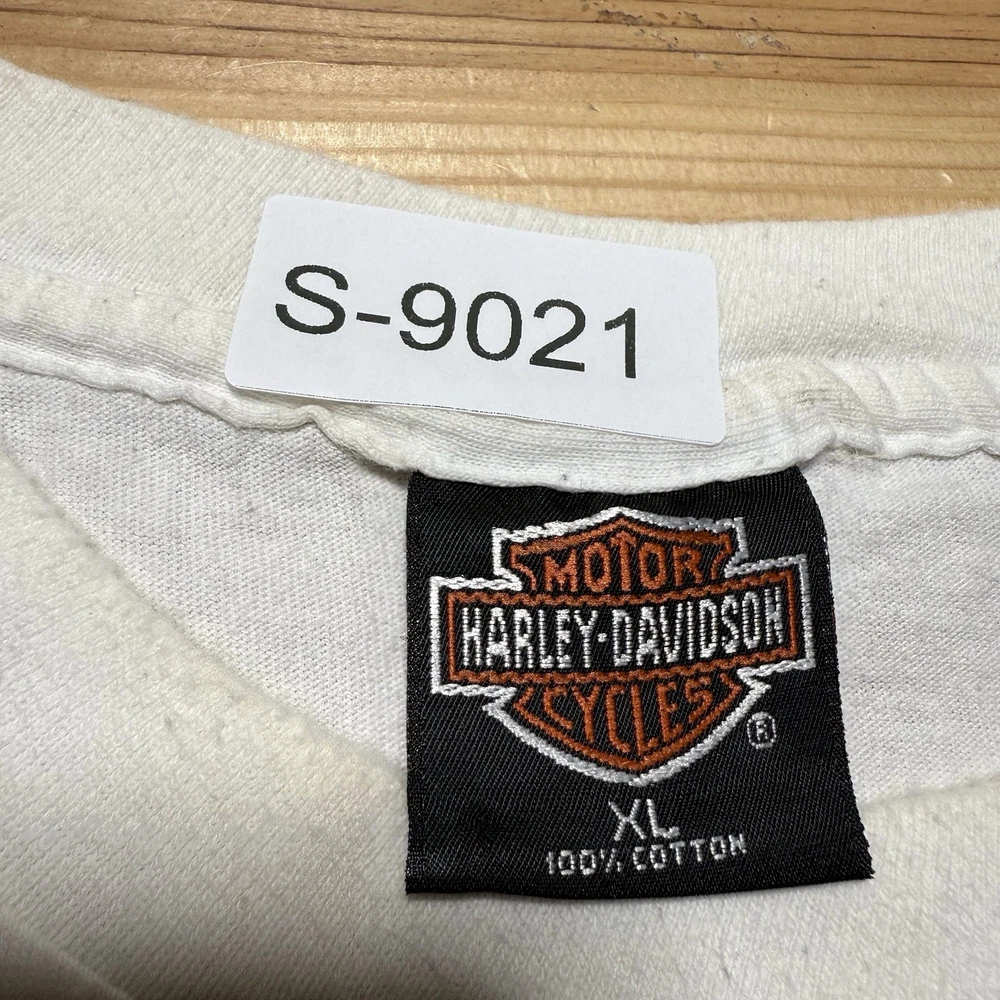 S-9021
MOTOR
HARLEY-DAVIDSON
CYCLES
®
XL
100% COTTON